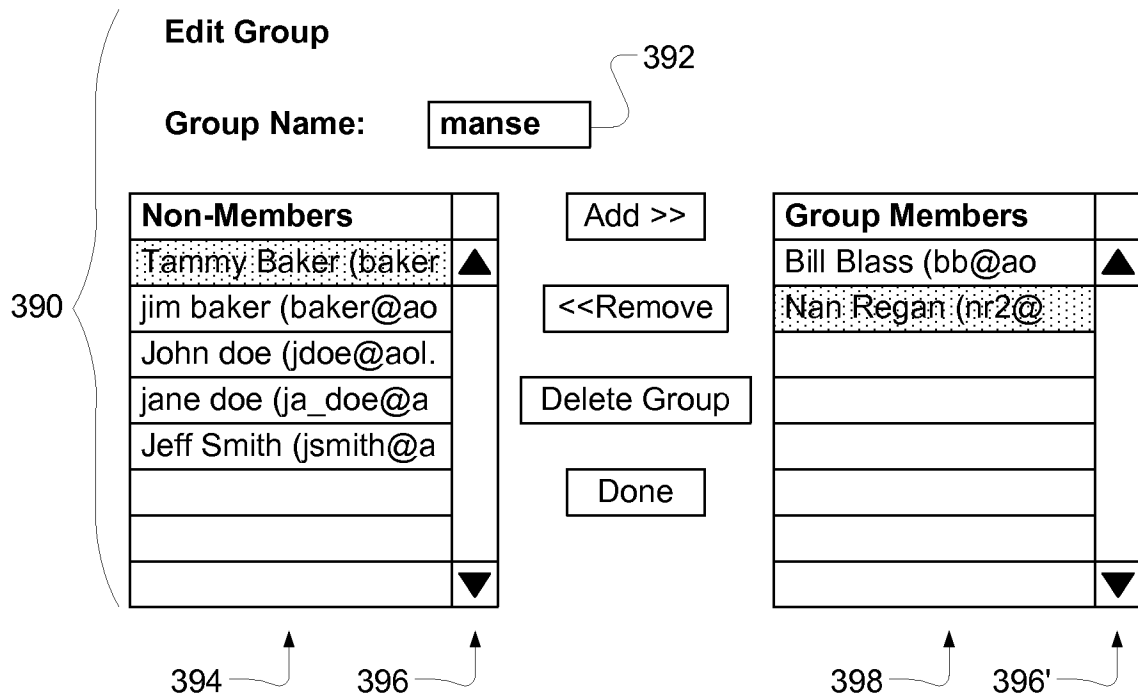 Edit Group
392
Group Name: manse
Non-Members
Add >>
Group Members
Tammy Baker (baker
Bill Blass (bb@ao
390
jim baker (baker@ao
<<Remove
Nan Regan (nr2@
John doe (jdoe@aol.
jane doe (ja_doe@a
Delete Group
Jeff Smith (jsmith@a
Done
394
396
398
396'